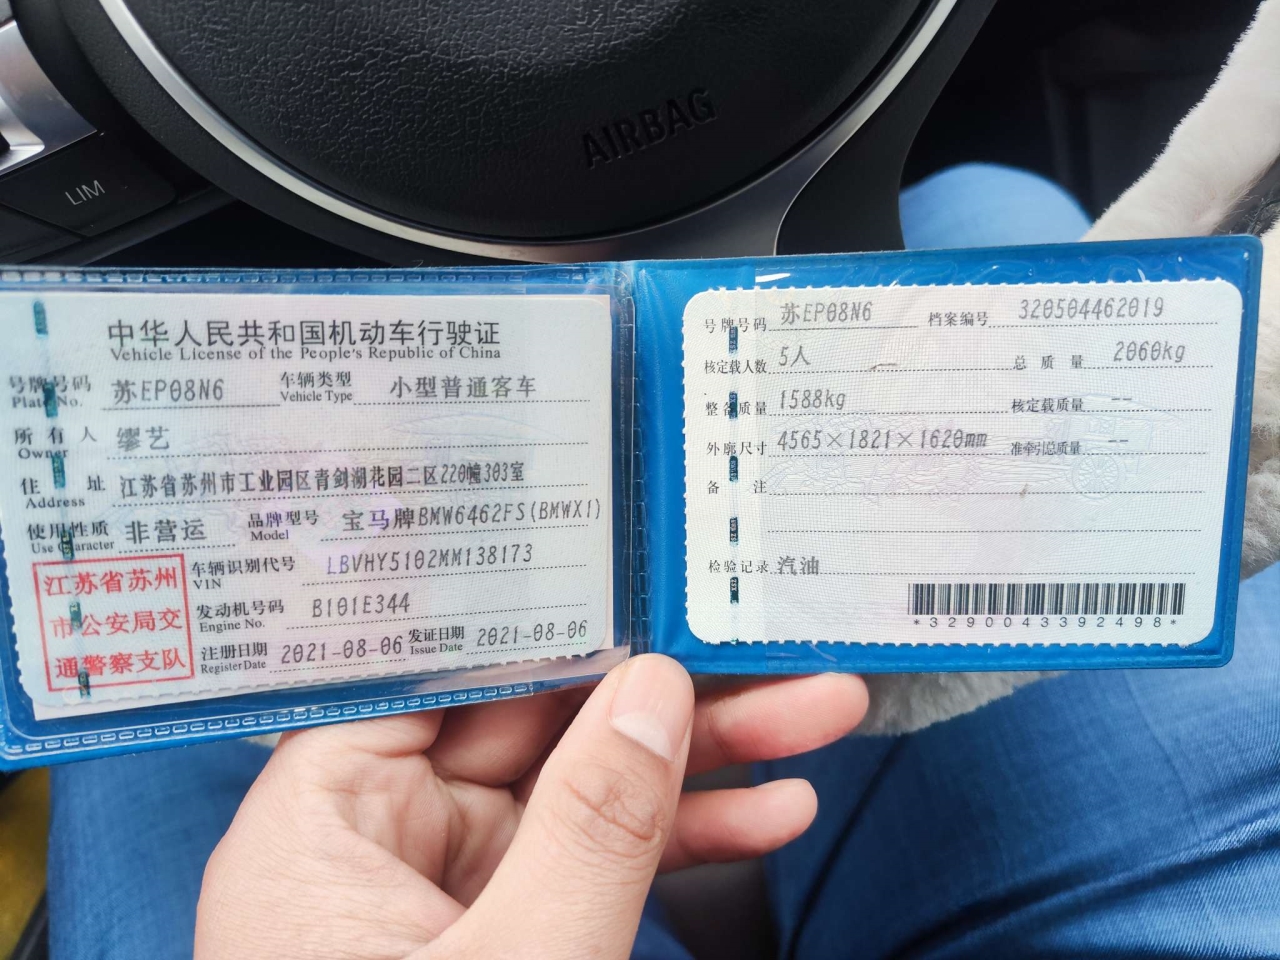 AIRBAG
LIM
中华人民共和国机动车行驶证
Vehicle License of the People's Republic of China
号牌号码 苏EP08N6 车辆类型 小型普通客车
Plate No. Vehicle Type
所有人 缪艺
Owner
住址 江苏省苏州市工业园区青剑湖花园二区220幢303室
Address
使用性质 非营运 品牌型号 宝马牌BMW6462FS(BMWX1)
Use Character Model
江苏省苏州
市公安局交
通警察支队
车辆识别代号 LBVHY5102MM138173
VIN
发动机号码 B101E344
Engine No.
注册日期 2021-08-06 发证日期 2021-08-06
Register Date Issue Date
号牌号码 苏EP08N6 档案编号 320504462019
核定载人数 5人 总质量 2060kg
整备质量 1588kg 核定载质量 --
外廓尺寸 4565×1821×1620mm 准牵引总质量 --
备注
检验记录 汽油
*3290043392498*